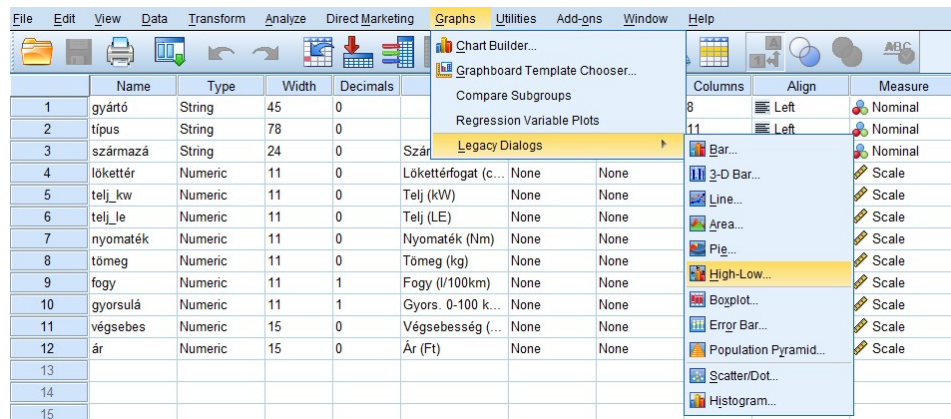 File Edit View Data Transform Analyze Direct Marketing Graphs Utilities Add-ons Window Help
Chart Builder...
Graphboard Template Chooser...
Compare Subgroups
Regression Variable Plots
Legacy Dialogs
Bar...
3-D Bar...
Line...
Area...
Pie...
High-Low...
Boxplot...
Error Bar...
Population Pyramid...
Scatter/Dot...
Histogram...
Name Type Width Decimals Columns Align Measure
1 gyártó String 45 0 8 Left Nominal
2 típus String 78 0 11 Left Nominal
3 származá String 24 0 Szár Nominal
4 lökettér Numeric 11 0 Lökettérfogat (c... None None Scale
5 telj_kw Numeric 11 0 Telj (kW) None None Scale
6 telj_le Numeric 11 0 Telj (LE) None None Scale
7 nyomaték Numeric 11 0 Nyomaték (Nm) None None Scale
8 tömeg Numeric 11 0 Tömeg (kg) None None Scale
9 fogy Numeric 11 1 Fogy (l/100km) None None Scale
10 gyorsulá Numeric 11 1 Gyors. 0-100 k... None None Scale
11 végsebes Numeric 15 0 Végsebesség (... None None Scale
12 ár Numeric 15 0 Ár (Ft) None None Scale
13
14
15